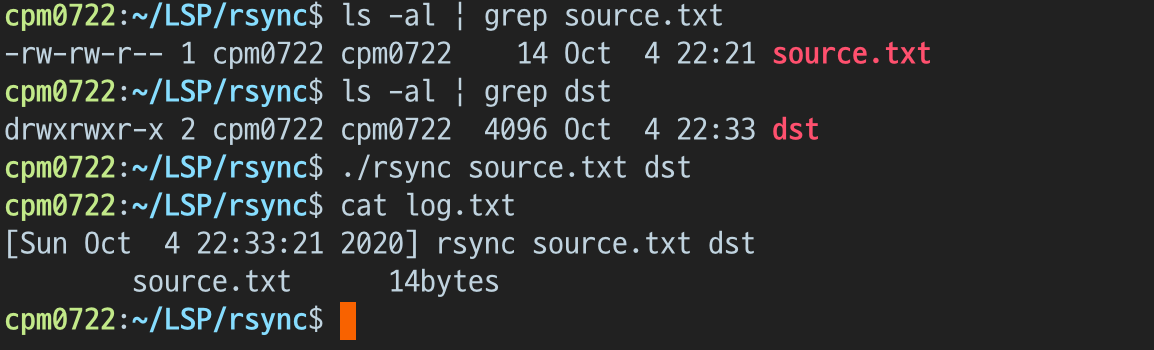 cpm0722:~/LSP/rsync$ ls -al | grep source.txt
-rw-rw-r-- 1 cpm0722 cpm0722    14 Oct  4 22:21 source.txt
cpm0722:~/LSP/rsync$ ls -al | grep dst
drwxrwxr-x 2 cpm0722 cpm0722  4096 Oct  4 22:33 dst
cpm0722:~/LSP/rsync$ ./rsync source.txt dst
cpm0722:~/LSP/rsync$ cat log.txt
[Sun Oct  4 22:33:21 2020] rsync source.txt dst
        source.txt      14bytes
cpm0722:~/LSP/rsync$